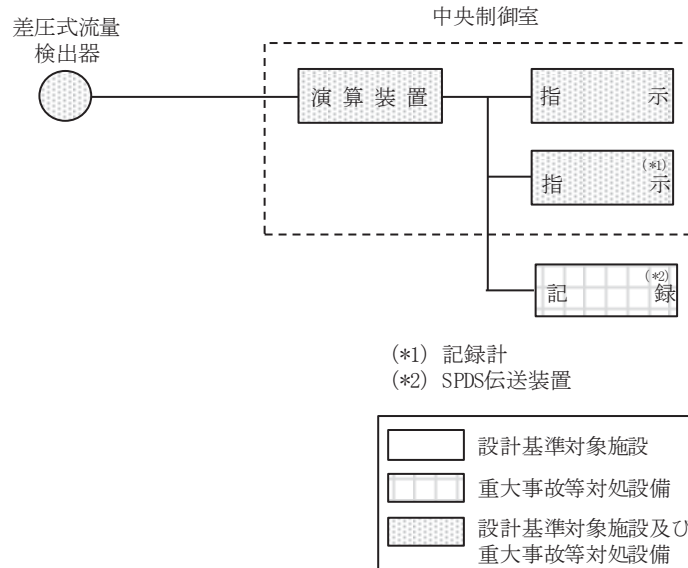 中央制御室
差圧式流量
検出器
演算装置
指示
指示(*1)
記録(*2)
(*1) 記録計
(*2) SPDS伝送装置
設計基準対象施設
重大事故等対処設備
設計基準対象施設及び
重大事故等対処設備